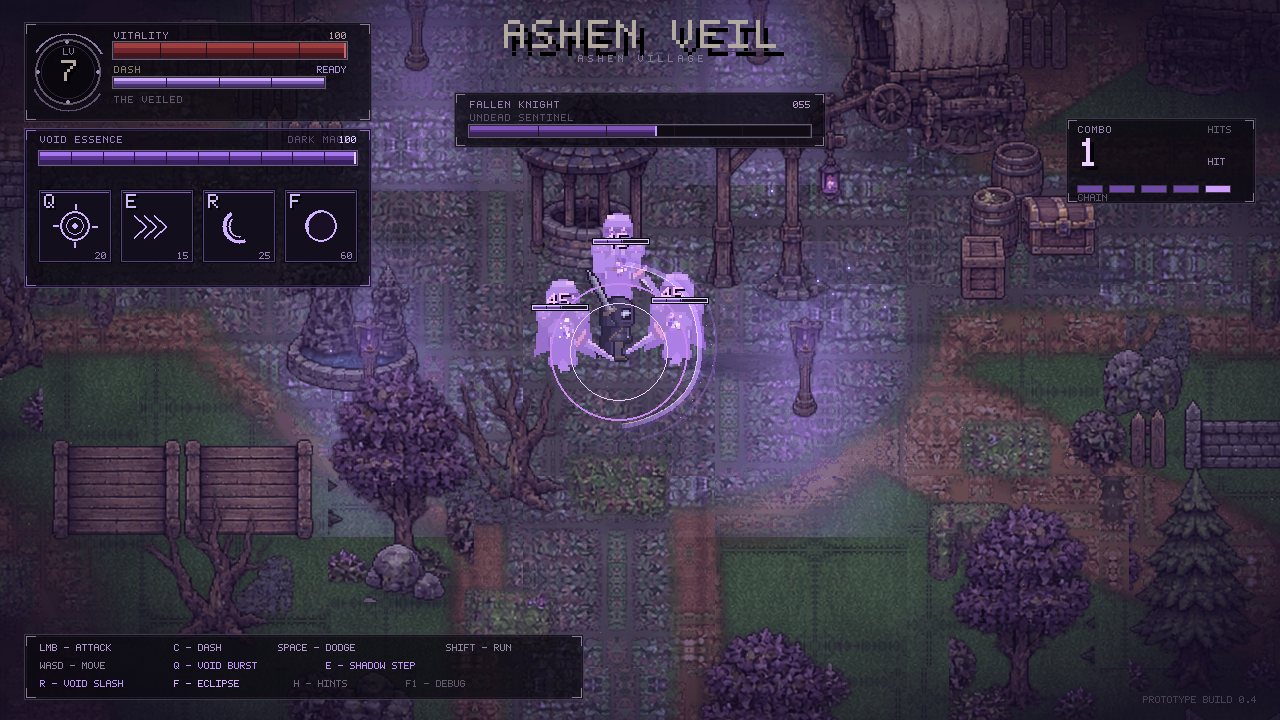 ASHEN VEIL
ASHEN VILLAGE
LV
7
VITALITY 100
DASH READY
THE VEILED
VOID ESSENCE 100
Q 20
E 15
R 25
F 60
FALLEN KNIGHT 055
UNDEAD SENTINEL
COMBO HITS
1 HIT
CHAIN
45
45
45
LMB - ATTACK C - DASH SPACE - DODGE SHIFT - RUN
WASD - MOVE Q - VOID BURST E - SHADOW STEP
R - VOID SLASH F - ECLIPSE H - HINTS F1 - DEBUG
PROTOTYPE BUILD 0.4